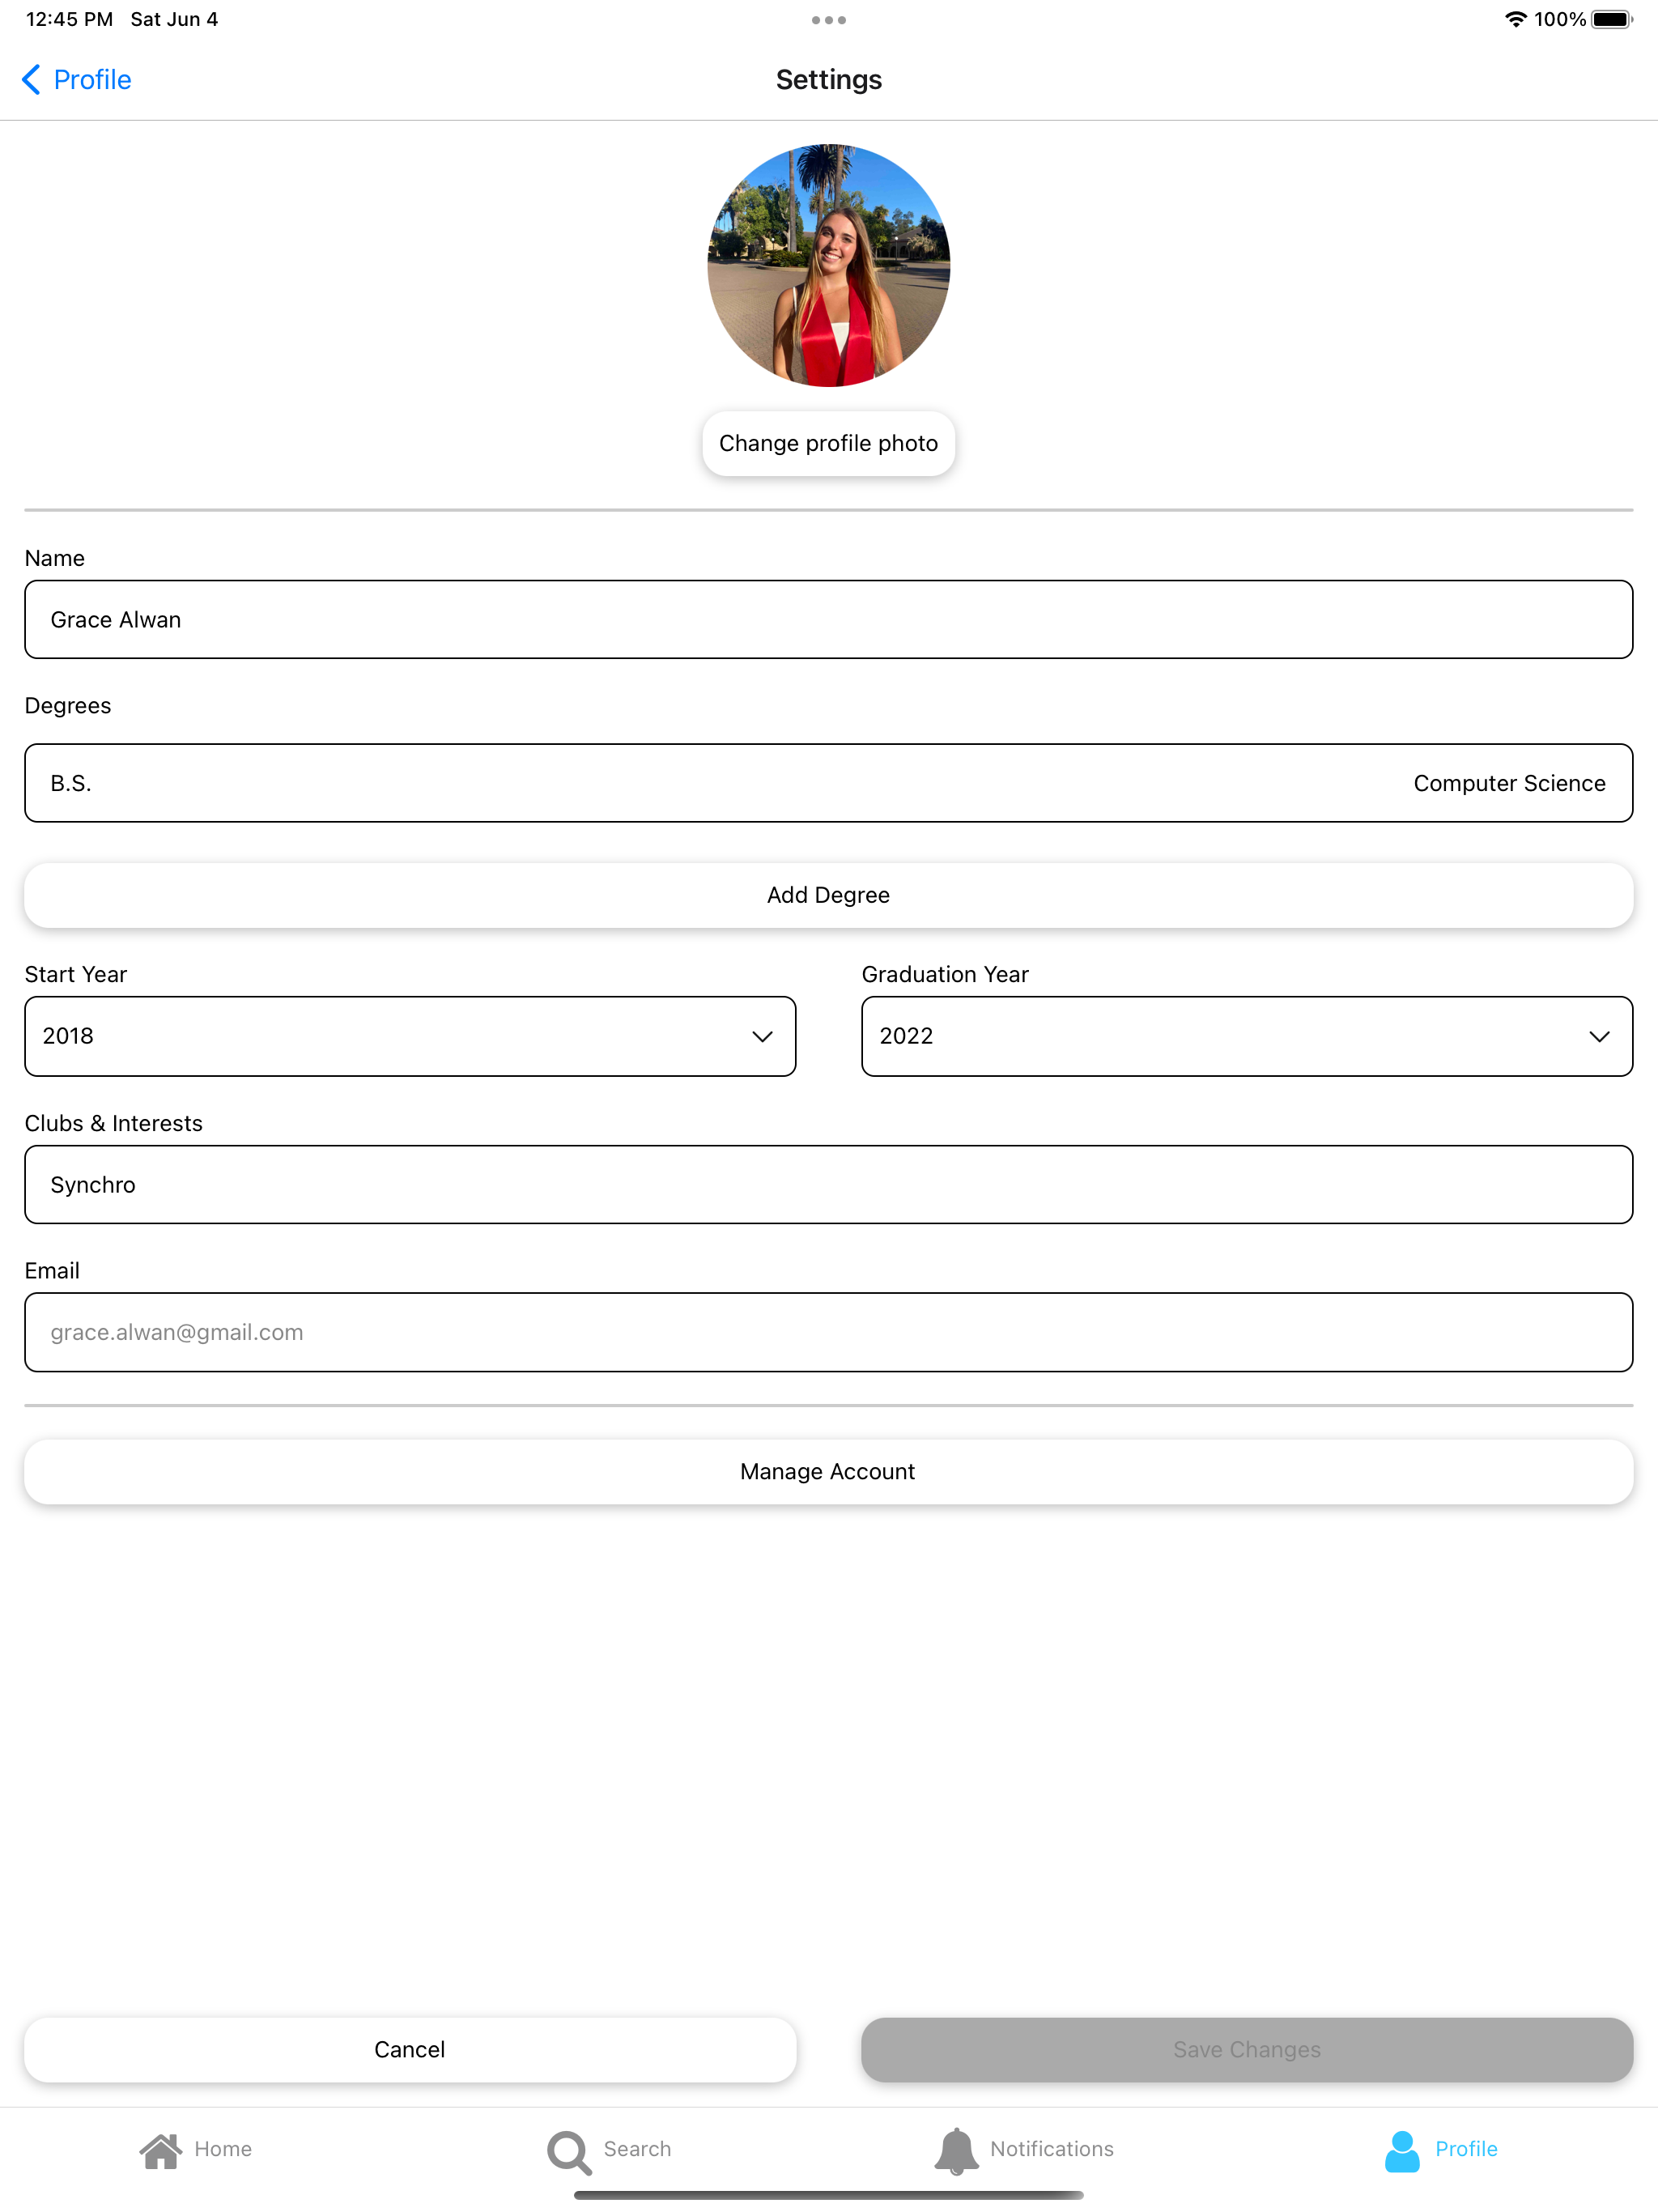 12:45 PM Sat Jun 4 100%
Profile Settings
Change profile photo
Name
Grace Alwan
Degrees
B.S. Computer Science
Add Degree
Start Year Graduation Year
2018 2022
Clubs & Interests
Synchro
Email
grace.alwan@gmail.com
Manage Account
Cancel Save Changes
Home Search Notifications Profile